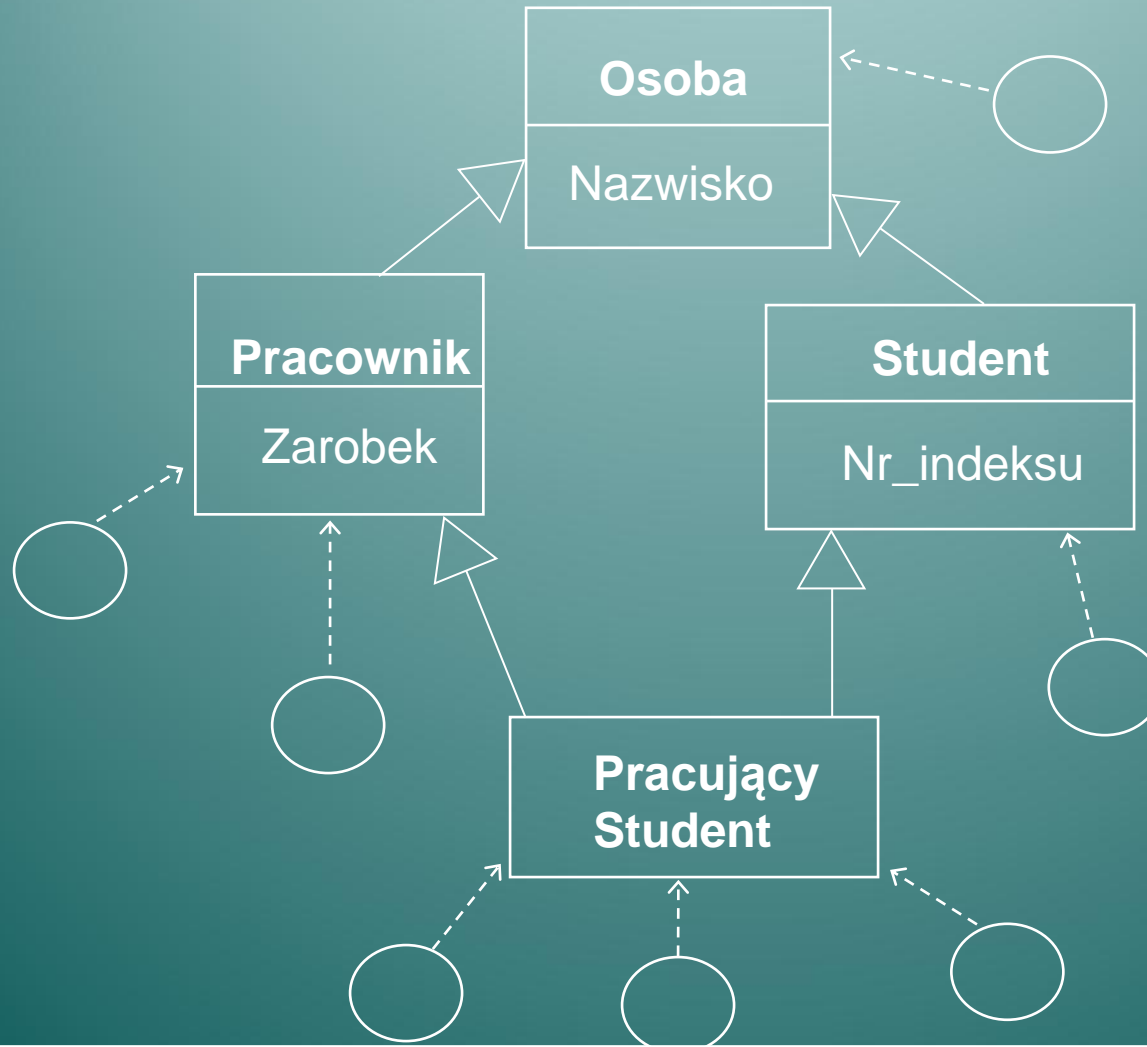 Osoba
Nazwisko
Pracownik
Zarobek
Student
Nr_indeksu
Pracujący
Student